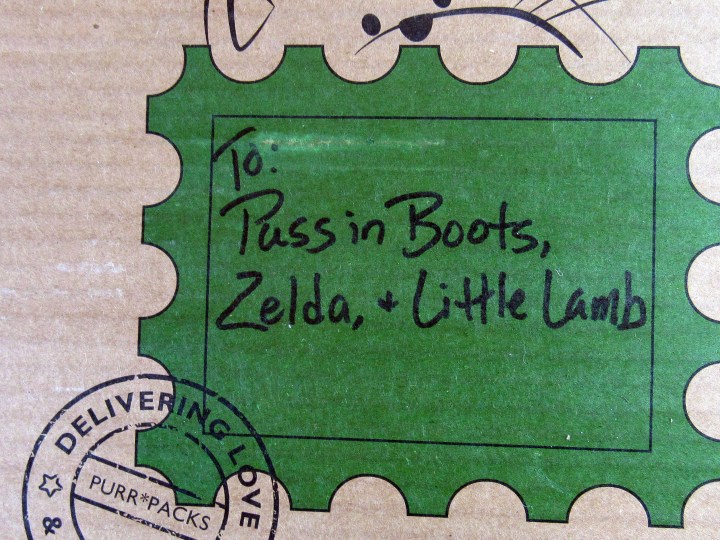 To:
Puss in Boots,
Zelda, + Little Lamb
DELIVERING LOVE
PURR*PACKS
&